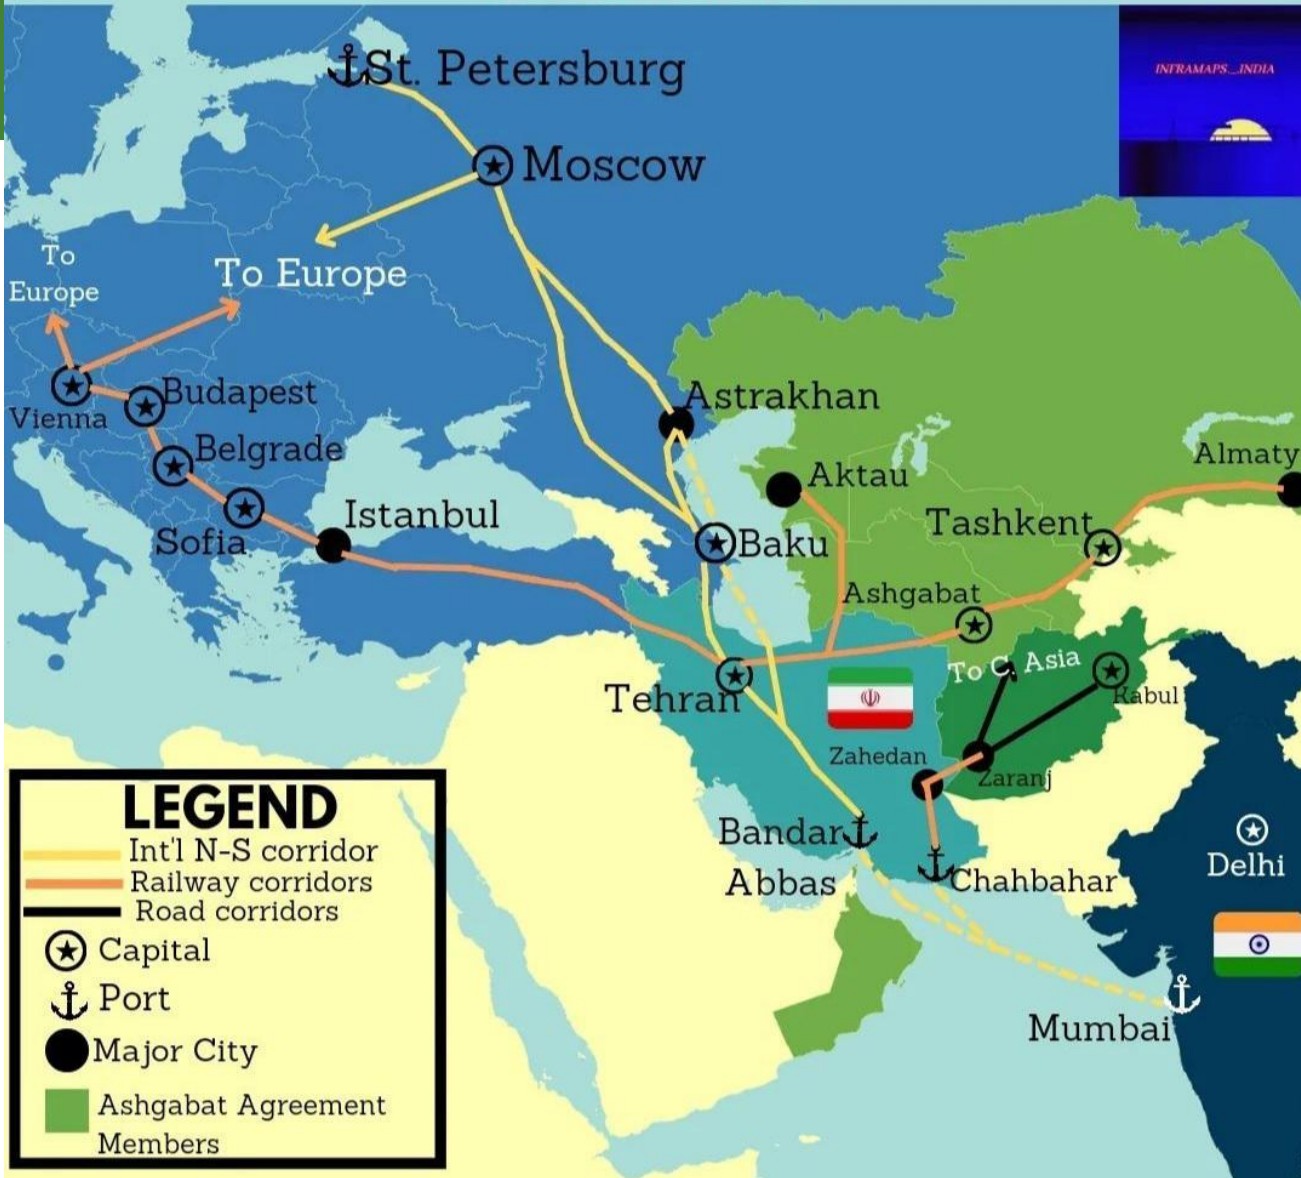 INFRAMAPS_INDIA
St. Petersburg
Moscow
To
Europe
To Europe
Budapest
Vienna
Belgrade
Sofia
Istanbul
Astrakhan
Aktau
Almaty
Tashkent
Baku
Ashgabat
To C. Asia
Kabul
Tehran
Zahedan
Zaranj
Bandar
Abbas
Chahbahar
Delhi
Mumbai
LEGEND
Int'l N-S corridor
Railway corridors
Road corridors
Capital
Port
Major City
Ashgabat Agreement
Members